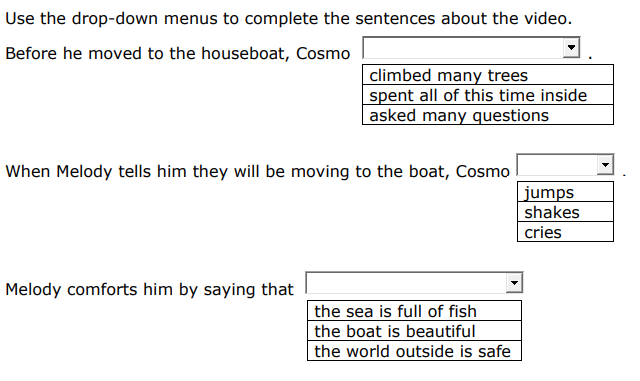 Use the drop-down menus to complete the sentences about the video.
Before he moved to the houseboat, Cosmo .
climbed many trees
spent all of this time inside
asked many questions
When Melody tells him they will be moving to the boat, Cosmo .
jumps
shakes
cries
Melody comforts him by saying that
the sea is full of fish
the boat is beautiful
the world outside is safe